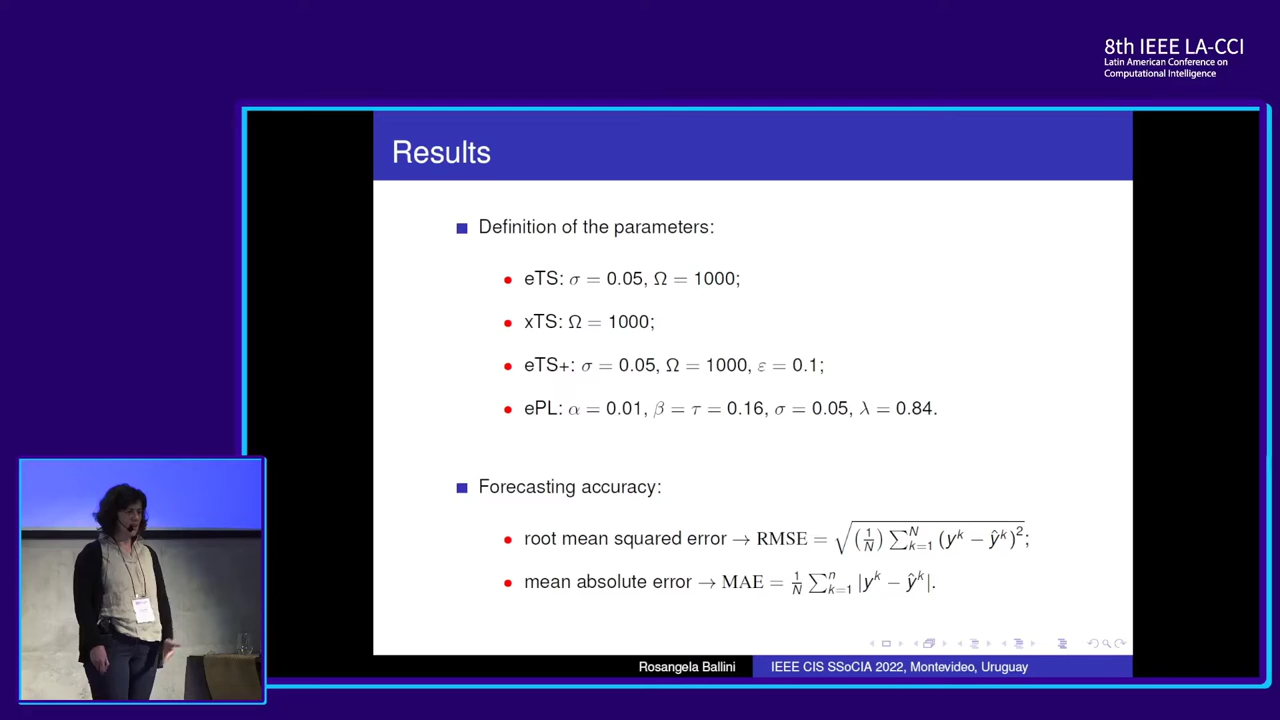 8th IEEE LA-CCI
Latin American Conference on
Computational Intelligence
Results
Definition of the parameters:
eTS: σ = 0.05, Ω = 1000;
xTS: Ω = 1000;
eTS+: σ = 0.05, Ω = 1000, ε = 0.1;
ePL: α = 0.01, β = τ = 0.16, σ = 0.05, λ = 0.84.
Forecasting accuracy:
root mean squared error → RMSE = √(1/N) ∑_{k=1}^{N} (y^k − ŷ^k)^2;
mean absolute error → MAE = 1/N ∑_{k=1}^{n} |y^k − ŷ^k|.
Rosangela Ballini IEEE CIS SSoCIA 2022, Montevideo, Uruguay